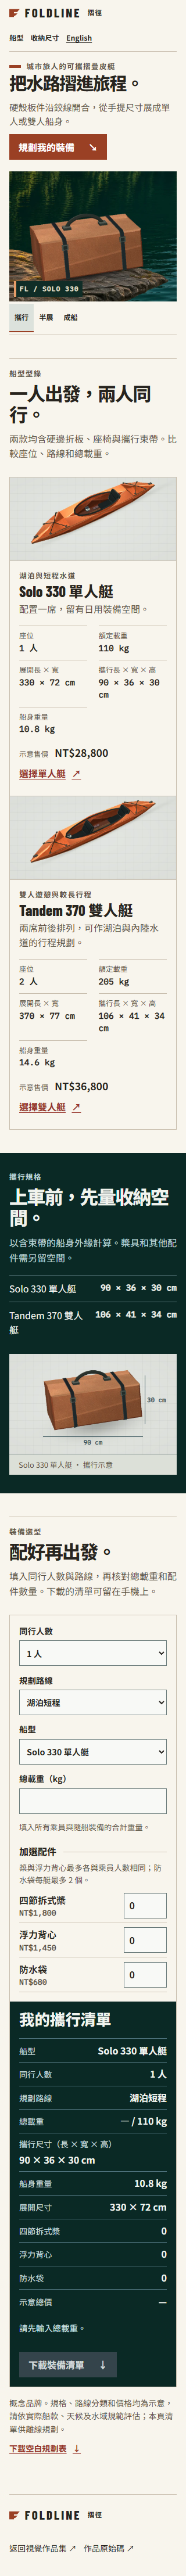 FOLDLINE 摺徑
船型 收納尺寸 English
城市旅人的可攜摺疊皮艇
把水路摺進旅程。
硬殼板件沿鉸線開合，從手提尺寸展成單
人或雙人船身。
規劃我的裝備 ↘
FL / SOLO 330
攜行 半展 成船
船型型錄
一人出發，兩人同
行。
兩款均含硬邊折板、座椅與攜行束帶。比
較座位、路線和總載重。
湖泊與短程水道
Solo 330 單人艇
配置一席，留有日用裝備空間。
座位 額定載重
1 人 110 kg
展開長 × 寬 攜行長 × 寬 × 高
330 × 72 cm 90 × 36 × 30
cm
船身重量
10.8 kg
示意售價 NT$28,800
選擇單人艇 ↗
雙人遊憩與較長行程
Tandem 370 雙人艇
兩席前後排列，可作湖泊與內陸水
道的行程規劃。
座位 額定載重
2 人 205 kg
展開長 × 寬 攜行長 × 寬 × 高
370 × 77 cm 106 × 41 × 34
cm
船身重量
14.6 kg
示意售價 NT$36,800
選擇雙人艇 ↗
攜行規格
上車前，先量收納空
間。
以含束帶的船身外緣計算。槳具和其他配
件需另留空間。
Solo 330 單人艇 90 × 36 × 30 cm
Tandem 370 雙人 106 × 41 × 34 cm
艇
30 cm
90 cm
Solo 330 單人艇 · 攜行示意
裝備選型
配好再出發。
填入同行人數與路線，再核對總載重和配
件數量。下載的清單可留在手機上。
同行人數
1 人
規劃路線
湖泊短程
船型
Solo 330 單人艇
總載重（kg）
填入所有乘員與隨船裝備的合計重量。
加選配件
槳與浮力背心最多各與乘員人數相同；防
水袋每艇最多 2 個。
四節拆式槳 0
NT$1,800
浮力背心 0
NT$1,450
防水袋 0
NT$680
我的攜行清單
船型 Solo 330 單人艇
同行人數 1 人
規劃路線 湖泊短程
總載重 — / 110 kg
攜行尺寸（長 × 寬 × 高）
90 × 36 × 30 cm
船身重量 10.8 kg
展開尺寸 330 × 72 cm
四節拆式槳 0
浮力背心 0
防水袋 0
示意總價 —
請先輸入總載重。
下載裝備清單 ↓
概念品牌。規格、路線分類和價格均為示意，
請依實際船款、天候及水域規範評估；本頁清
單供離線規劃。
下載空白規劃表 ↓
FOLDLINE 摺徑
返回視覺作品集 ↗ 作品原始碼 ↗